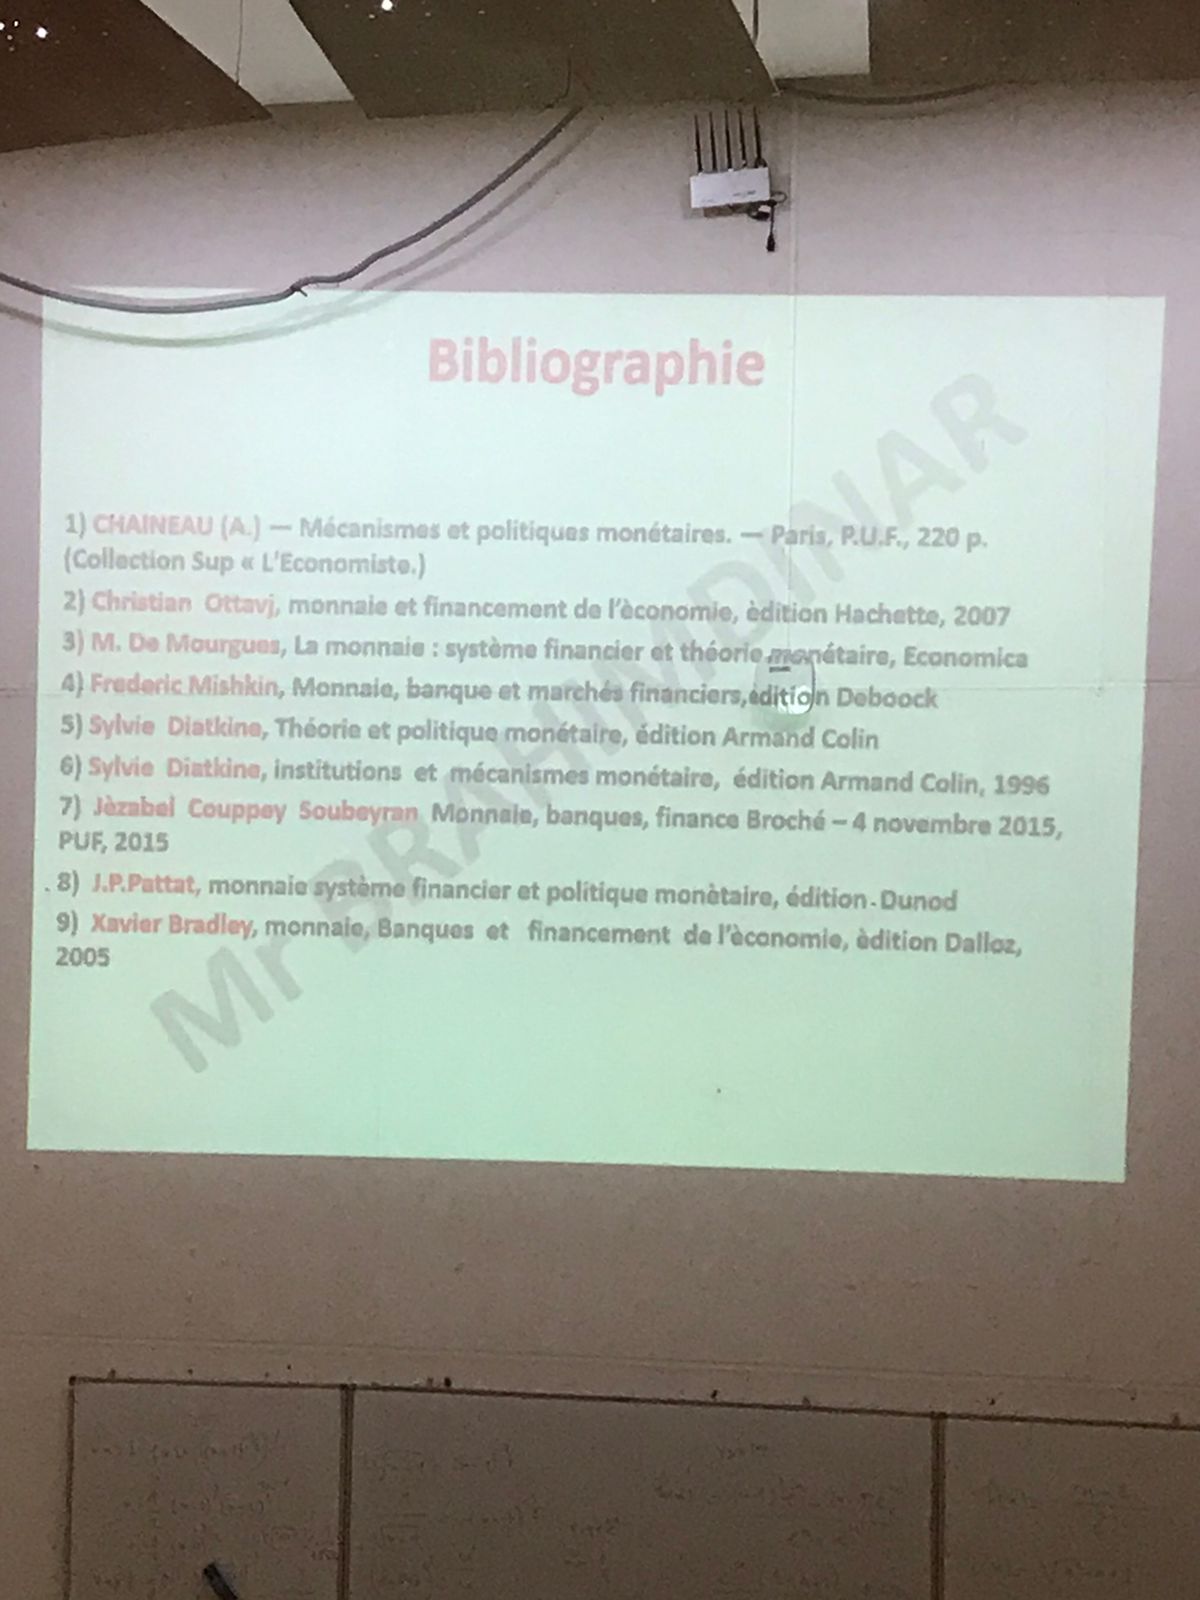 Bibliographie
1) CHAINEAU (A.) — Mécanismes et politiques monétaires. — Paris, P.U.F., 220 p.
(Collection Sup « L'Economiste.)
2) Christian Ottavj, monnaie et financement de l'èconomie, èdition Hachette, 2007
3) M. De Mourgues, La monnaie : système financier et théorie monétaire, Economica
4) Frederic Mishkin, Monnaie, banque et marchés financiers,édition Deboock
5) Sylvie Diatkine, Théorie et politique monétaire, édition Armand Colin
6) Sylvie Diatkine, institutions et mécanismes monétaire, édition Armand Colin, 1996
7) Jèzabel Couppey Soubeyran Monnaie, banques, finance Broché – 4 novembre 2015,
PUF, 2015
. 8) J.P.Pattat, monnaie système financier et politique monètaire, édition - Dunod
9) Xavier Bradley, monnaie, Banques et financement de l'èconomie, èdition Dalloz,
2005
Mr BRAHIMDINAR